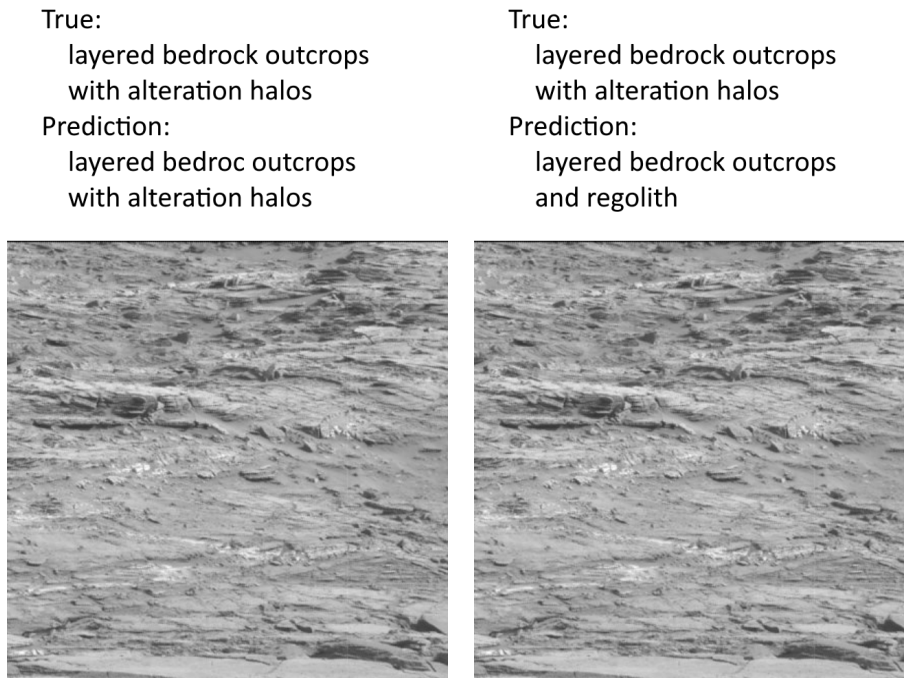 True:
layered bedrock outcrops
with alteration halos
Prediction:
layered bedroc outcrops
with alteration halos
True:
layered bedrock outcrops
with alteration halos
Prediction:
layered bedrock outcrops
and regolith